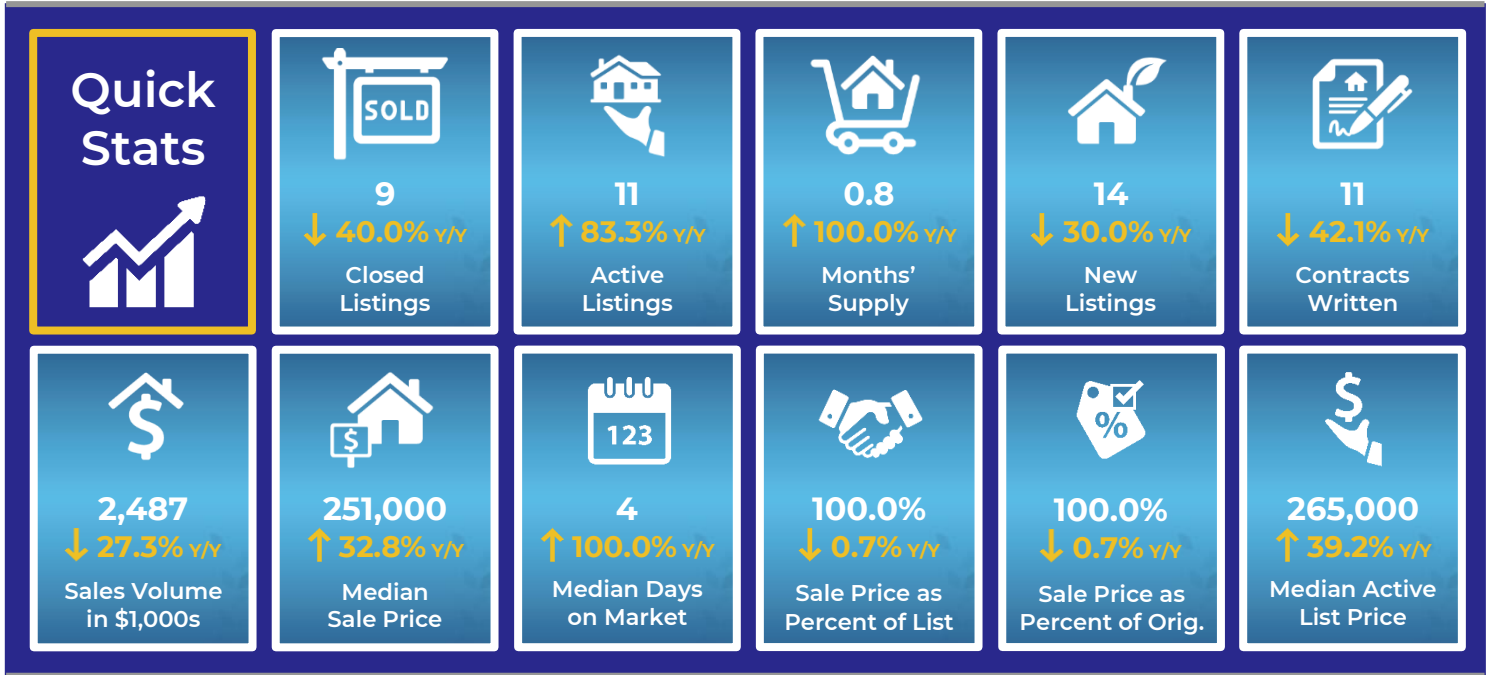 Quick
Stats
SOLD
9
↓ 40.0% Y/Y
Closed
Listings
11
↑ 83.3% Y/Y
Active
Listings
0.8
↑ 100.0% Y/Y
Months’
Supply
14
↓ 30.0% Y/Y
New
Listings
11
↓ 42.1% Y/Y
Contracts
Written
$
2,487
↓ 27.3% Y/Y
Sales Volume
in $1,000s
$
251,000
↑ 32.8% Y/Y
Median
Sale Price
123
4
↑ 100.0% Y/Y
Median Days
on Market
100.0%
↓ 0.7% Y/Y
Sale Price as
Percent of List
%
100.0%
↓ 0.7% Y/Y
Sale Price as
Percent of Orig.
$
265,000
↑ 39.2% Y/Y
Median Active
List Price